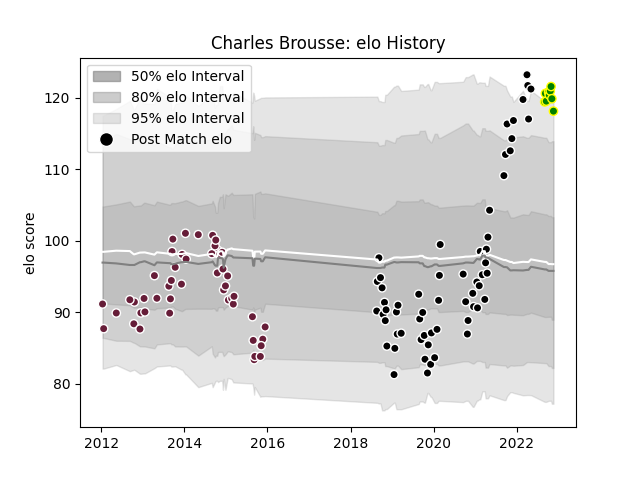 Charles Brousse: elo History
50% elo Interval
80% elo Interval
95% elo Interval
Post Match elo
elo score
120
110
100
90
80
2012 2014 2016 2018 2020 2022